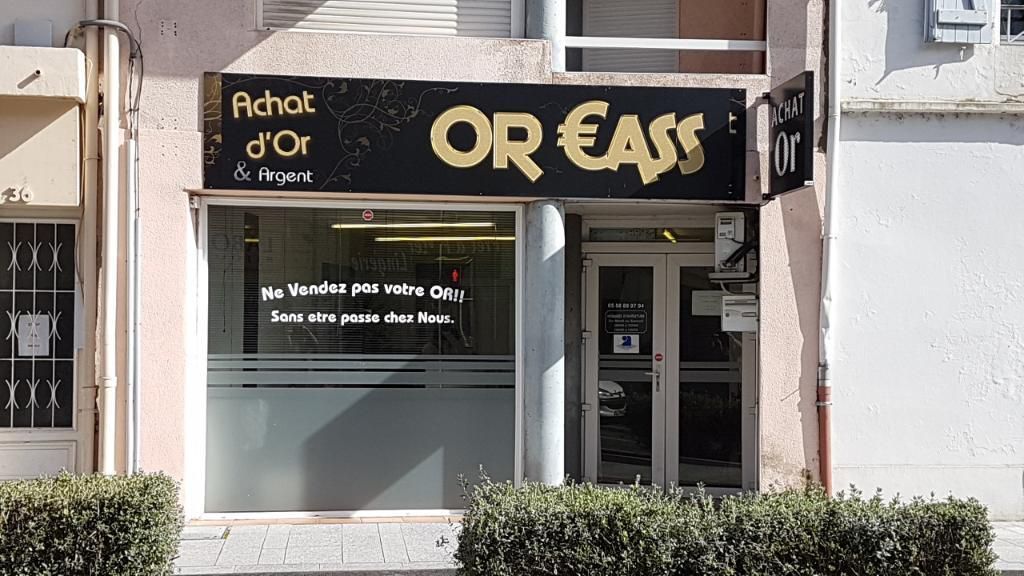 Achat
d'Or
& Argent
OR €ASS
ACHAT
Or
36
Ne Vendez pas votre OR!!
Sans etre passe chez Nous.